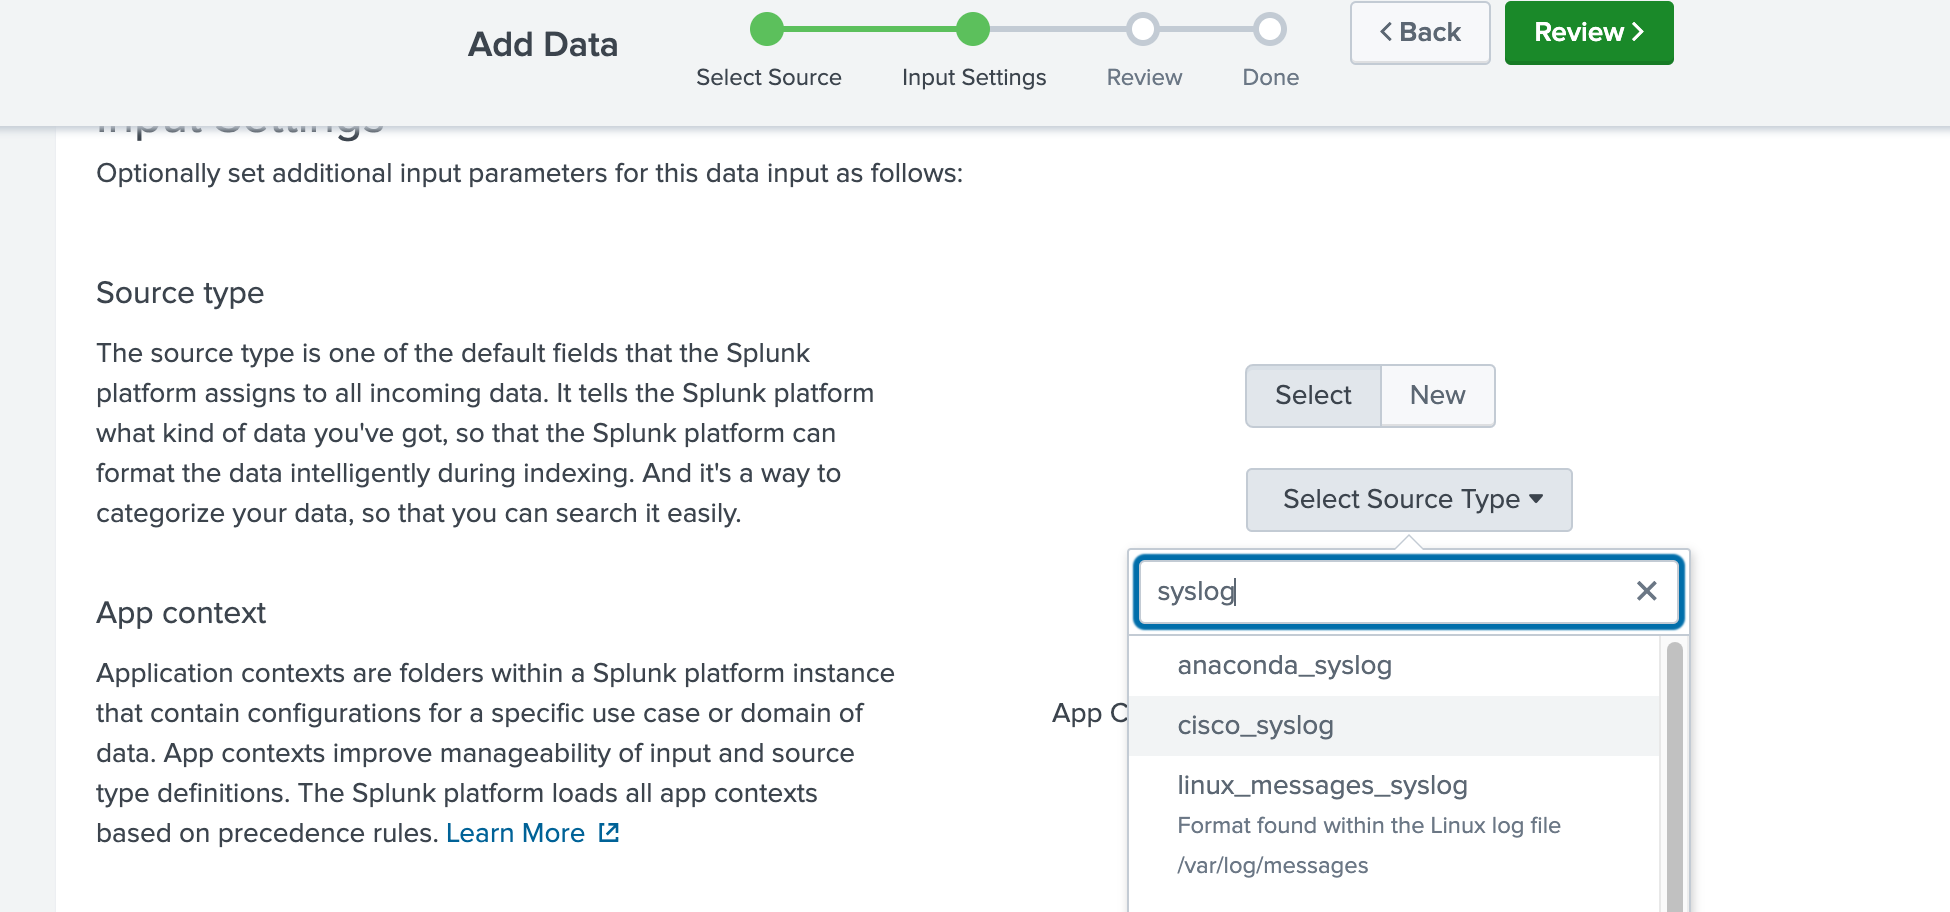 Add Data
Select Source
Input Settings
Review
Done
Back
Review
Input Settings
Optionally set additional input parameters for this data input as follows:
Source type
The source type is one of the default fields that the Splunk
platform assigns to all incoming data. It tells the Splunk platform
what kind of data you've got, so that the Splunk platform can
format the data intelligently during indexing. And it's a way to
categorize your data, so that you can search it easily.
Select
New
Select Source Type
syslog
anaconda_syslog
cisco_syslog
linux_messages_syslog
Format found within the Linux log file
/var/log/messages
App context
Application contexts are folders within a Splunk platform instance
that contain configurations for a specific use case or domain of
data. App contexts improve manageability of input and source
type definitions. The Splunk platform loads all app contexts
based on precedence rules. Learn More
App C